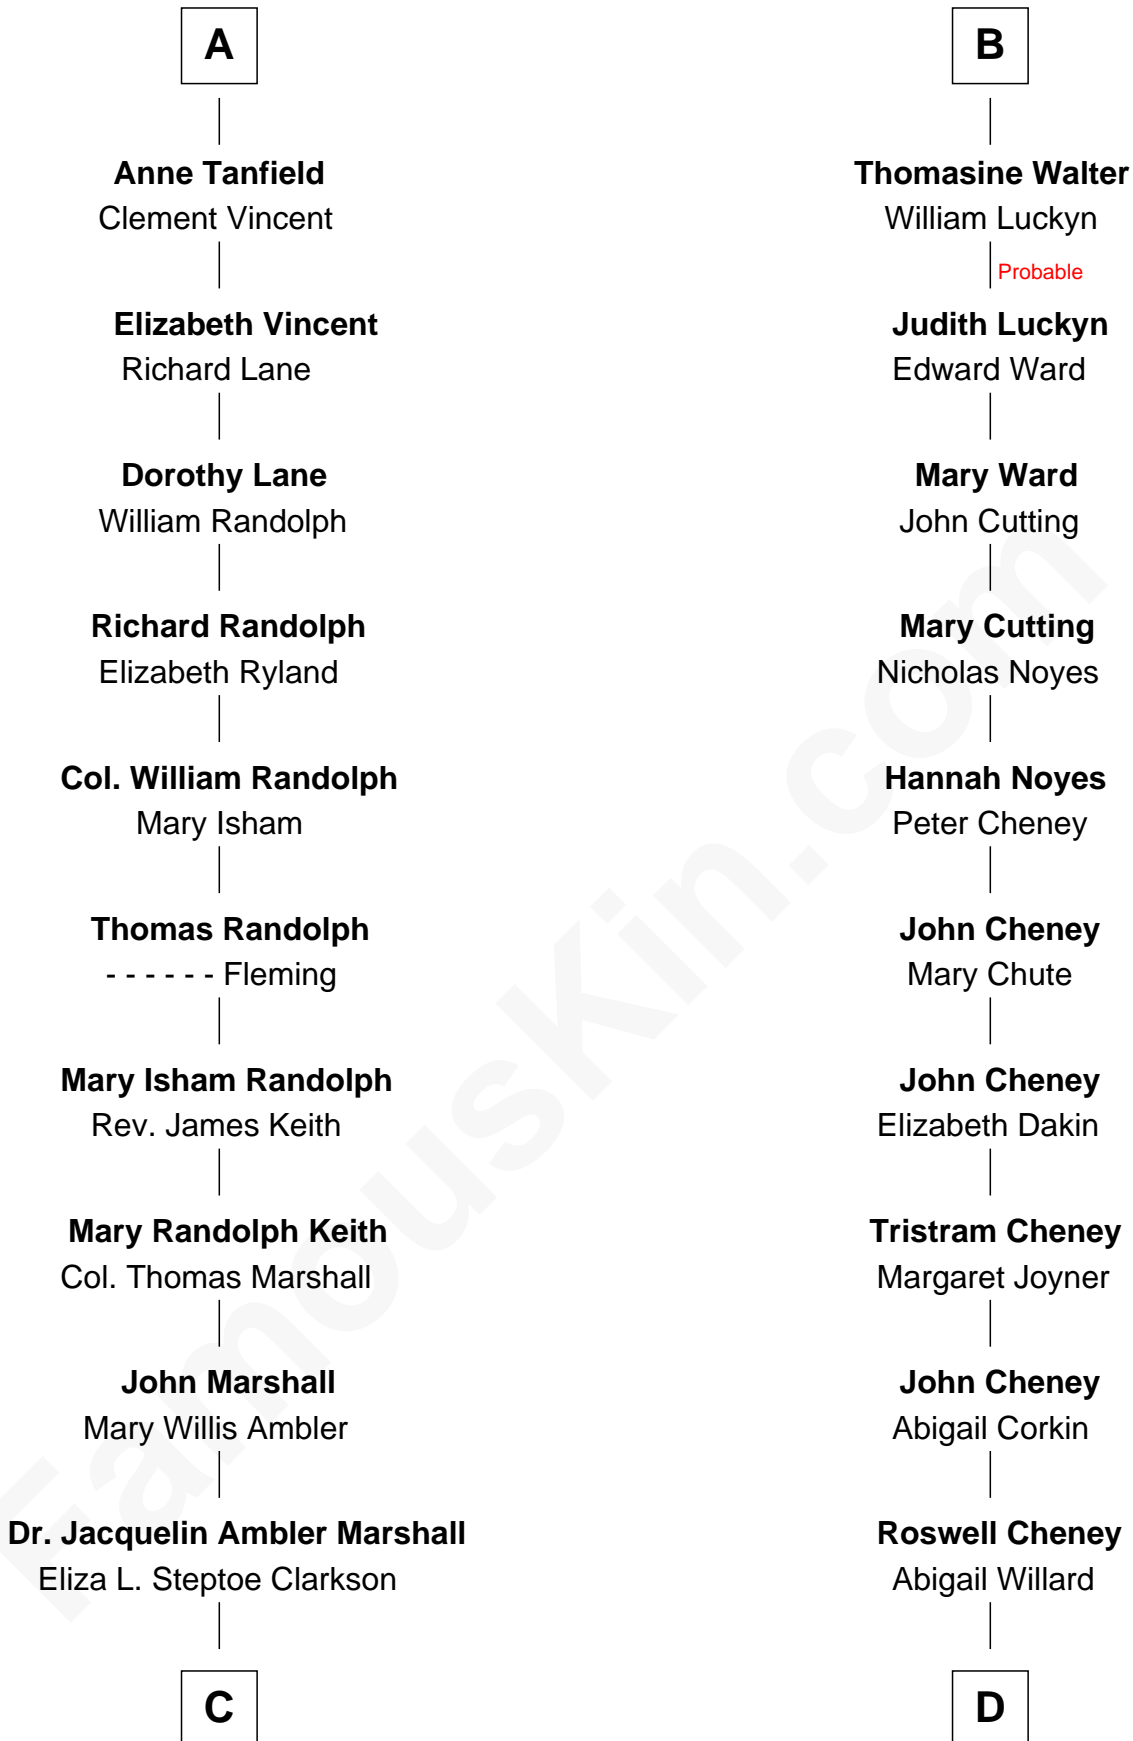 A
Anne Tanfield
Clement Vincent
Elizabeth Vincent
Richard Lane
Dorothy Lane
William Randolph
Richard Randolph
Elizabeth Ryland
Col. William Randolph
Mary Isham
Thomas Randolph
- - - - - - Fleming
Mary Isham Randolph
Rev. James Keith
Mary Randolph Keith
Col. Thomas Marshall
John Marshall
Mary Willis Ambler
Dr. Jacquelin Ambler Marshall
Eliza L. Steptoe Clarkson
C
B
Thomasine Walter
William Luckyn
Probable
Judith Luckyn
Edward Ward
Mary Ward
John Cutting
Mary Cutting
Nicholas Noyes
Hannah Noyes
Peter Cheney
John Cheney
Mary Chute
John Cheney
Elizabeth Dakin
Tristram Cheney
Margaret Joyner
John Cheney
Abigail Corkin
Roswell Cheney
Abigail Willard
D
FamousKin.com